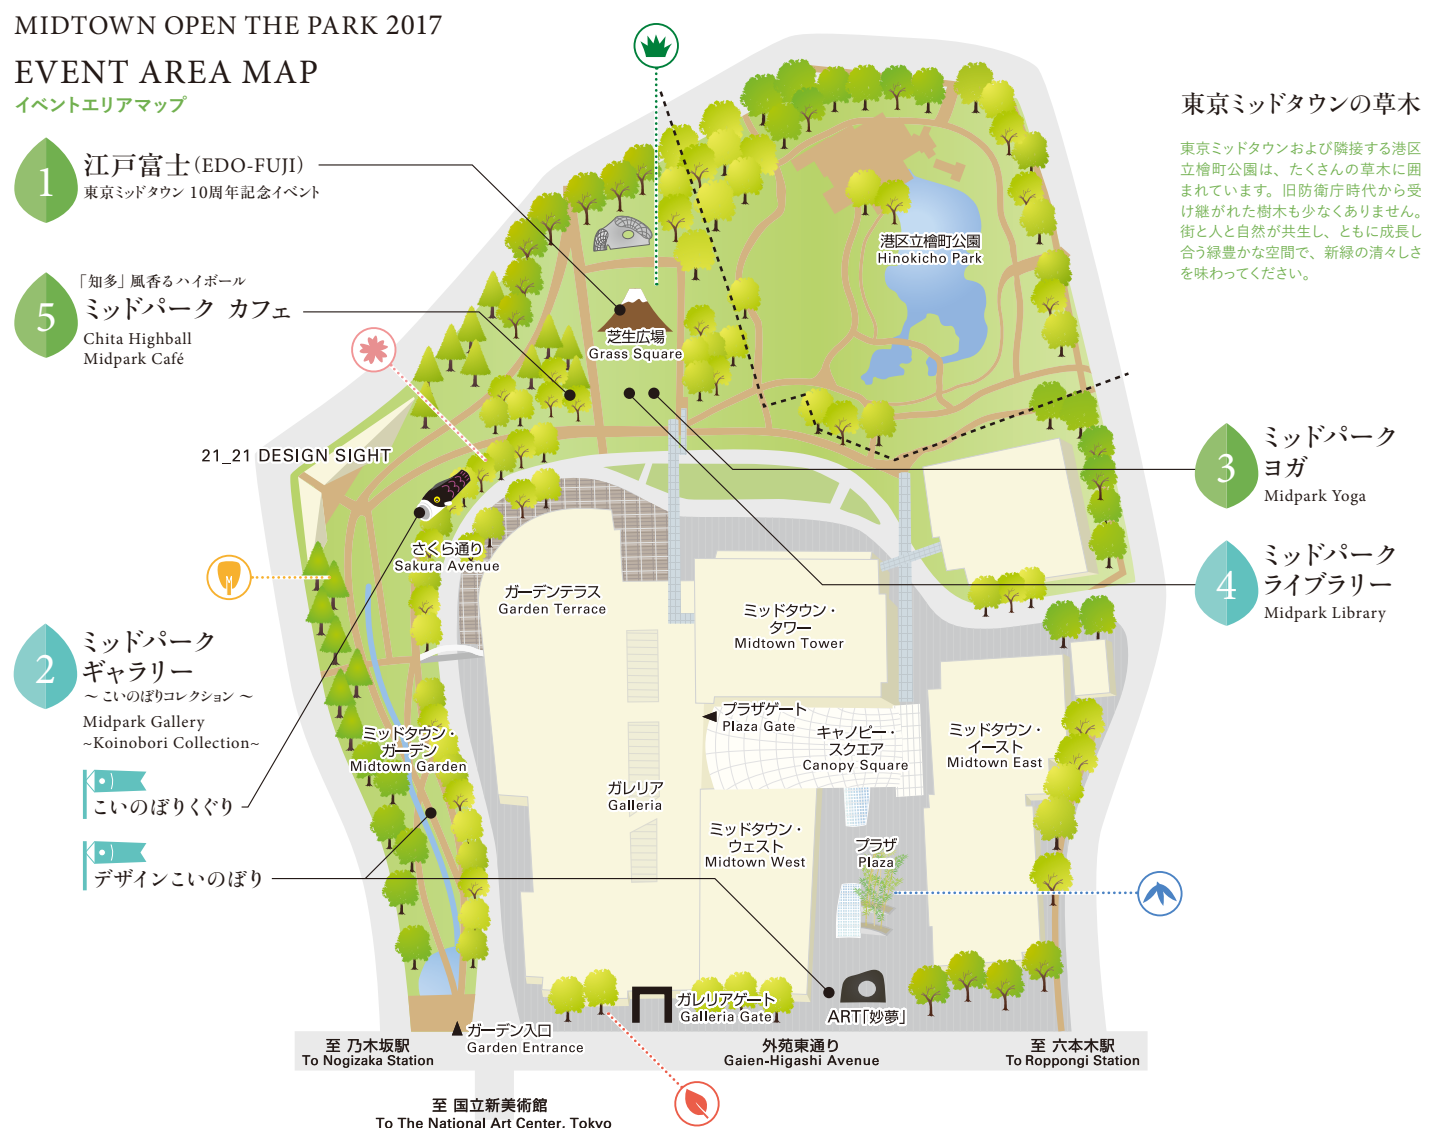 MIDTOWN OPEN THE PARK 2017
EVENT AREA MAP
イベントエリアマップ
1
江戸富士(EDO-FUJI)
東京ミッドタウン 10周年記念イベント
5
「知多」風香るハイボール
ミッドパーク カフェ
Chita Highball
Midpark Café
21_21 DESIGN SIGHT
2
ミッドパーク
ギャラリー
〜 こいのぼりコレクション 〜
Midpark Gallery
~Koinobori Collection~
こいのぼりくぐり
デザインこいのぼり
東京ミッドタウンの草木
東京ミッドタウンおよび隣接する港区
立檜町公園は、たくさんの草木に囲
まれています。旧防衛庁時代から受
け継がれた樹木も少なくありません。
街と人と自然が共生し、ともに成長し
合う緑豊かな空間で、新緑の清々しさ
を味わってください。
3
ミッドパーク
ヨガ
Midpark Yoga
4
ミッドパーク
ライブラリー
Midpark Library
港区立檜町公園
Hinokicho Park
芝生広場
Grass Square
さくら通り
Sakura Avenue
ガーデンテラス
Garden Terrace
ミッドタウン・
タワー
Midtown Tower
プラザゲート
Plaza Gate
キャノピー・
スクエア
Canopy Square
ミッドタウン・
イースト
Midtown East
ミッドタウン・
ガーデン
Midtown Garden
ガレリア
Galleria
ミッドタウン・
ウェスト
Midtown West
プラザ
Plaza
ガレリアゲート
Galleria Gate
ART「妙夢」
ガーデン入口
Garden Entrance
至 乃木坂駅
To Nogizaka Station
外苑東通り
Gaien-Higashi Avenue
至 六本木駅
To Roppongi Station
至 国立新美術館
To The National Art Center, Tokyo